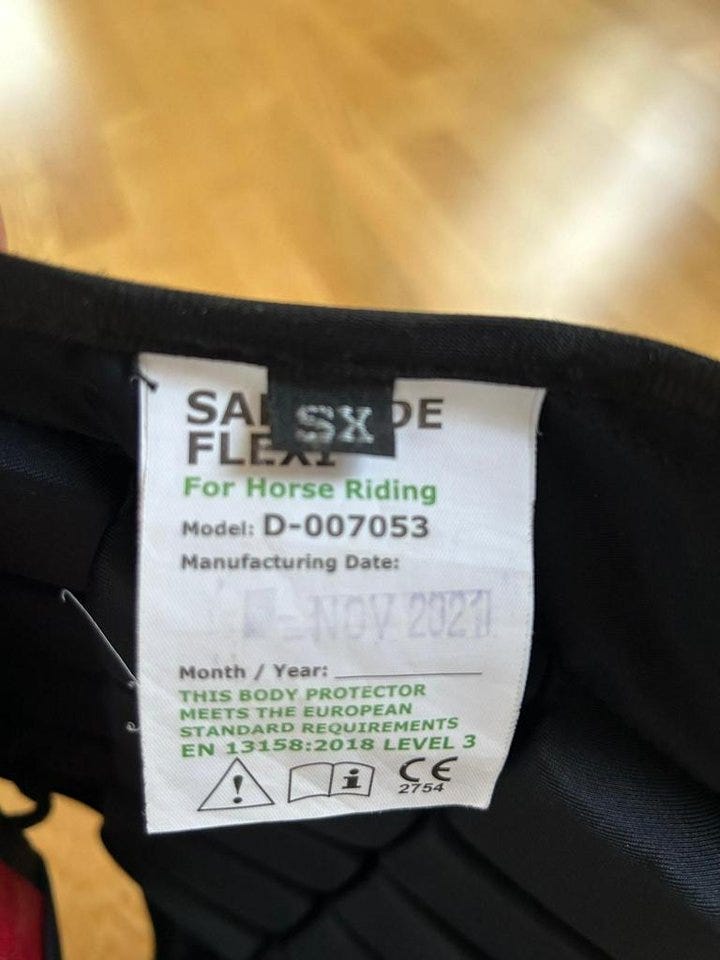 SX
FLEXI
For Horse Riding
Model: D-007053
Manufacturing Date:
NOV 2021
Month / Year:
THIS BODY PROTECTOR
MEETS THE EUROPEAN
STANDARD REQUIREMENTS
EN 13158:2018 LEVEL 3
i CE
2754